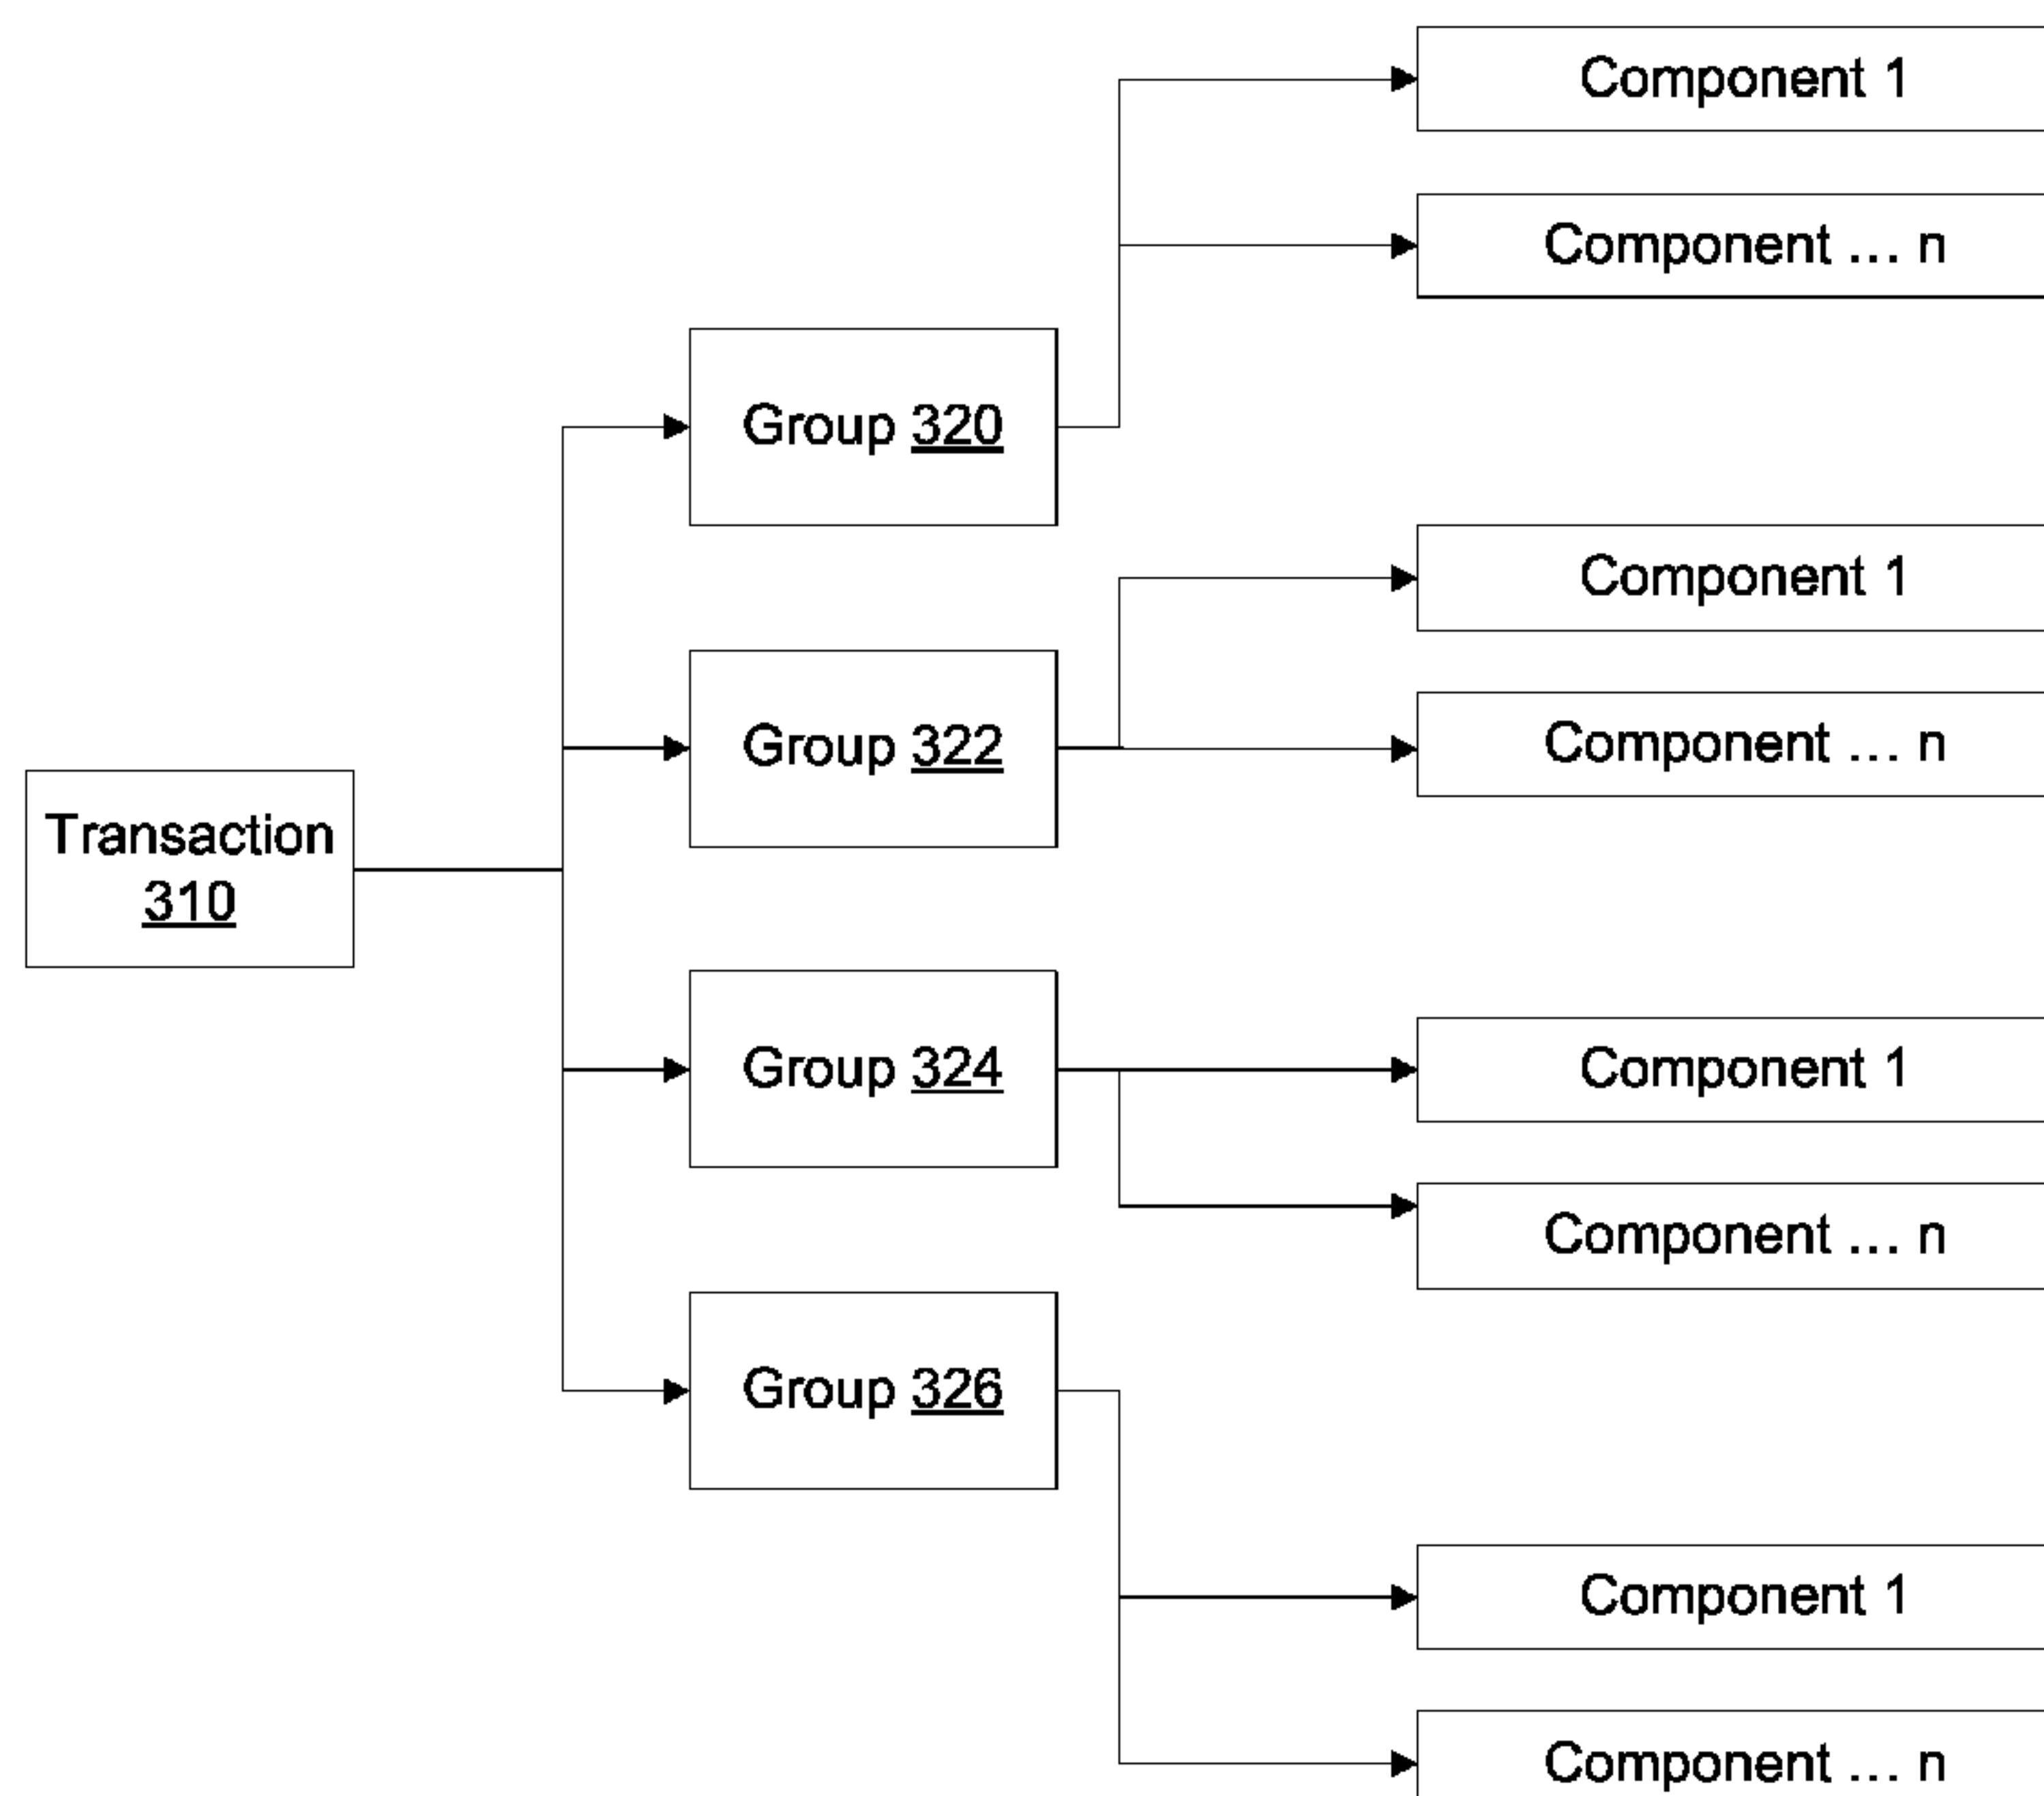 Component 1
Component ... n
Group 320
Component 1
Group 322
Component ... n
Transaction
310
Group 324
Component 1
Component ... n
Group 326
Component 1
Component ... n